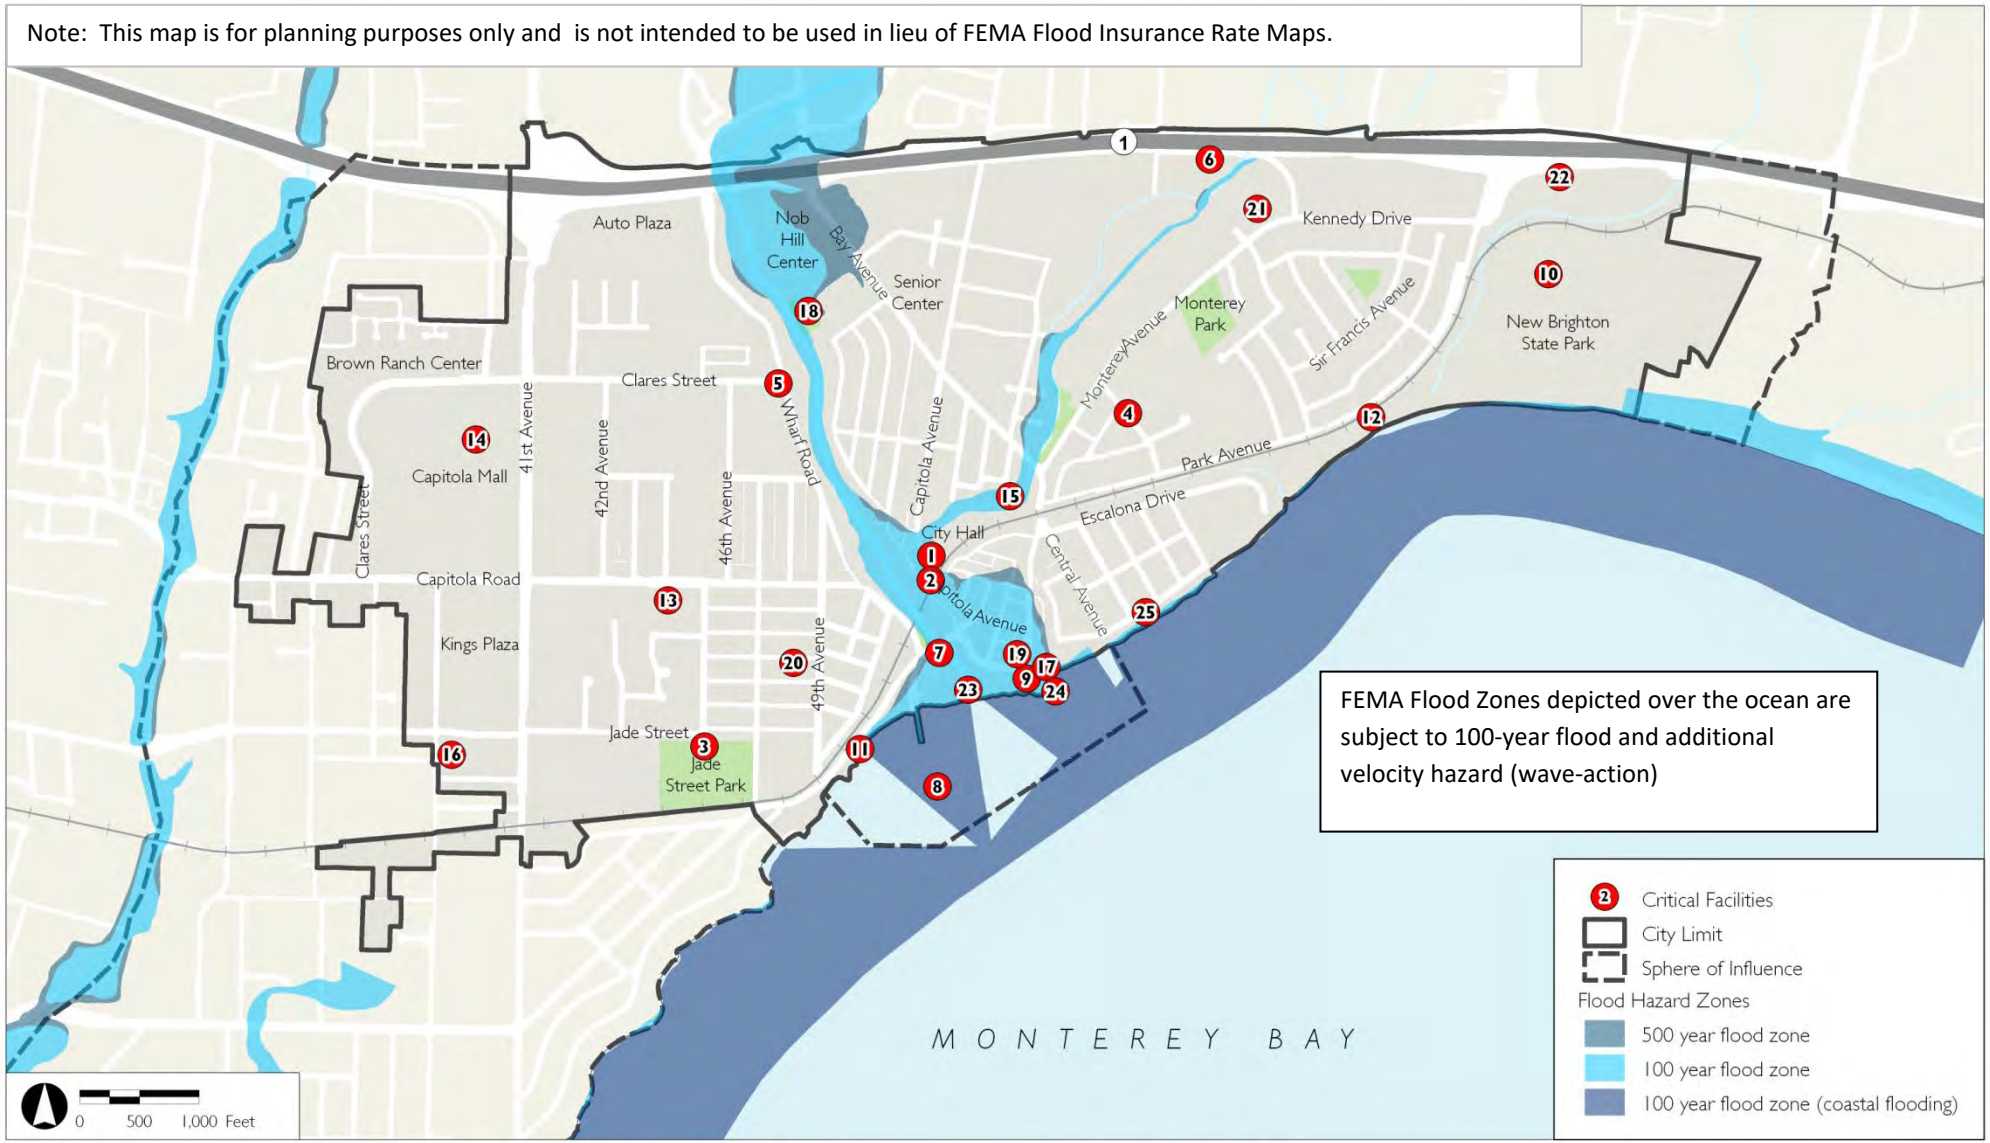 Note:  This map is for planning purposes only and  is not intended to be used in lieu of FEMA Flood Insurance Rate Maps.
1
6
22
21
Auto Plaza
Nob
Hill
Center
Bay Avenue
Kennedy Drive
Senior
Center
10
18
Monterey
Park
Monterey Avenue
Sir Francis Avenue
New Brighton
State Park
Brown Ranch Center
Clares Street
5
41st Avenue
Wharf Road
Capitola Avenue
4
12
14
Capitola Mall
42nd Avenue
Park Avenue
46th Avenue
15
Escalona Drive
Clares Street
City Hall
1
2
Central Avenue
Capitola Road
13
Capitola Avenue
25
Kings Plaza
49th Avenue
20
7
19
17
9
24
23
Jade Street
3
Jade
Street Park
16
11
8
FEMA Flood Zones depicted over the ocean are
subject to 100-year flood and additional
velocity hazard (wave-action)
MONTEREY BAY
2
Critical Facilities
City Limit
Sphere of Influence
Flood Hazard Zones
500 year flood zone
100 year flood zone
100 year flood zone (coastal flooding)
0 500 1,000 Feet